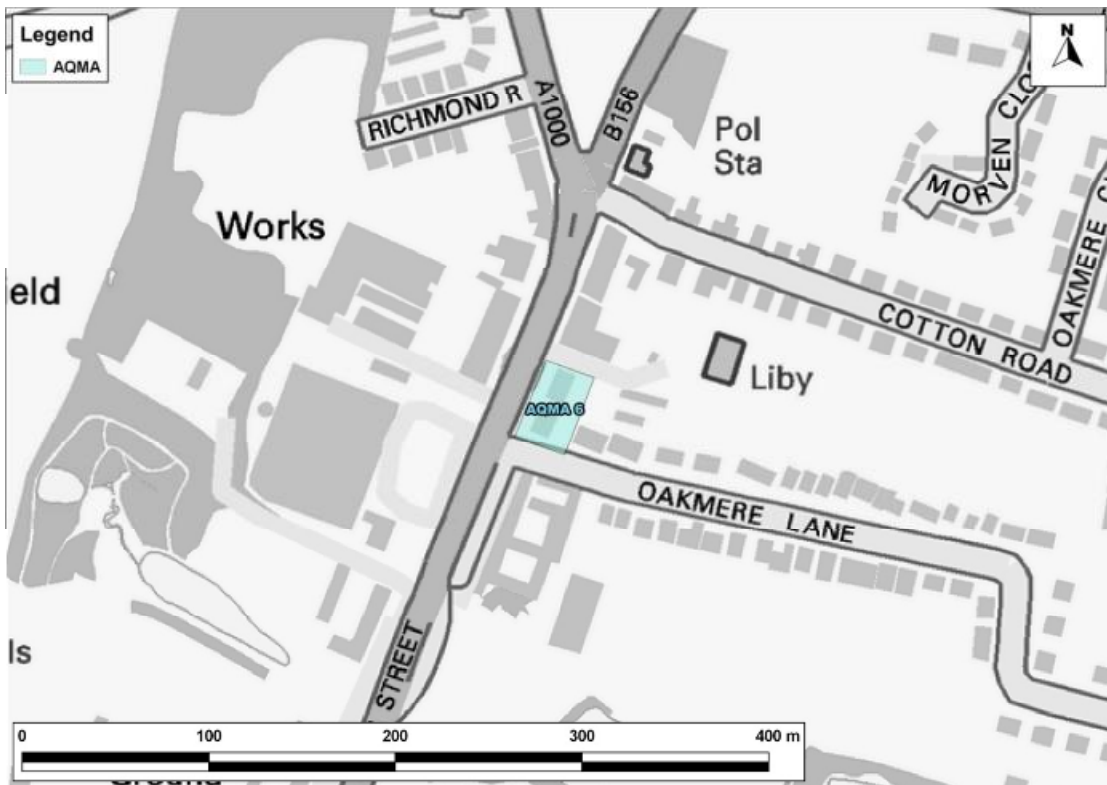 Legend
AQMA
N
RICHMOND R
A1000
B156
Pol
Sta
MORVEN CLO
Works
eld
COTTON ROAD
OAKMERE C
Liby
AQMA 6
OAKMERE LANE
ls
STREET
0 100 200 300 400 m